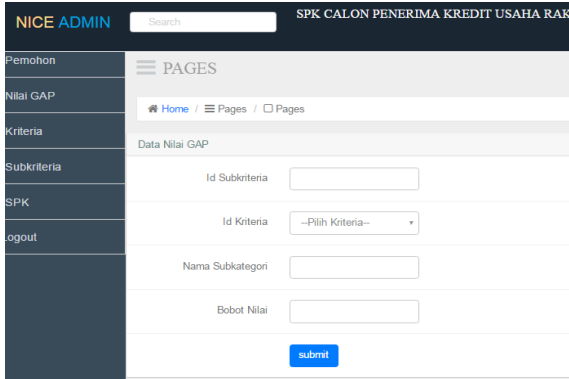 NICE ADMIN
Search
SPK CALON PENERIMA KREDIT USAHA RAK
Pemohon
Nilai GAP
Kriteria
Subkriteria
SPK
ogout
PAGES
Home / Pages / Pages
Data Nilai GAP
Id Subkriteria
Id Kriteria
--Pilih Kriteria--
Nama Subkategori
Bobot Nilai
submit